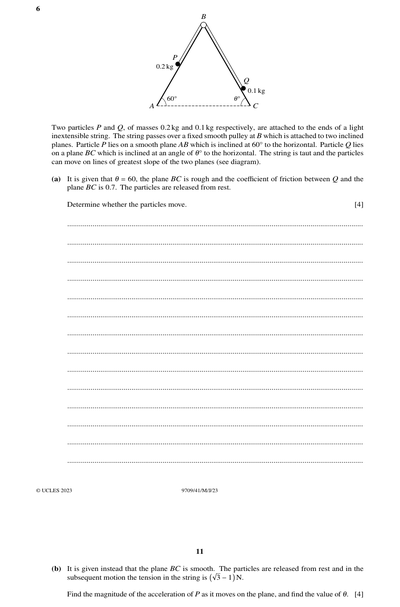 6
B
P
0.2 kg
Q
0.1 kg
A
60°
θ°
C
Two particles P and Q, of masses 0.2 kg and 0.1 kg respectively, are attached to the ends of a light
inextensible string. The string passes over a fixed smooth pulley at B which is attached to two inclined
planes. Particle P lies on a smooth plane AB which is inclined at 60° to the horizontal. Particle Q lies
on a plane BC which is inclined at an angle of θ° to the horizontal. The string is taut and the particles
can move on lines of greatest slope of the two planes (see diagram).
(a) It is given that θ = 60, the plane BC is rough and the coefficient of friction between Q and the
plane BC is 0.7. The particles are released from rest.
Determine whether the particles move. [4]
© UCLES 2023
9709/41/M/J/23
11
(b) It is given instead that the plane BC is smooth. The particles are released from rest and in the
subsequent motion the tension in the string is (√3 − 1) N.
Find the magnitude of the acceleration of P as it moves on the plane, and find the value of θ. [4]